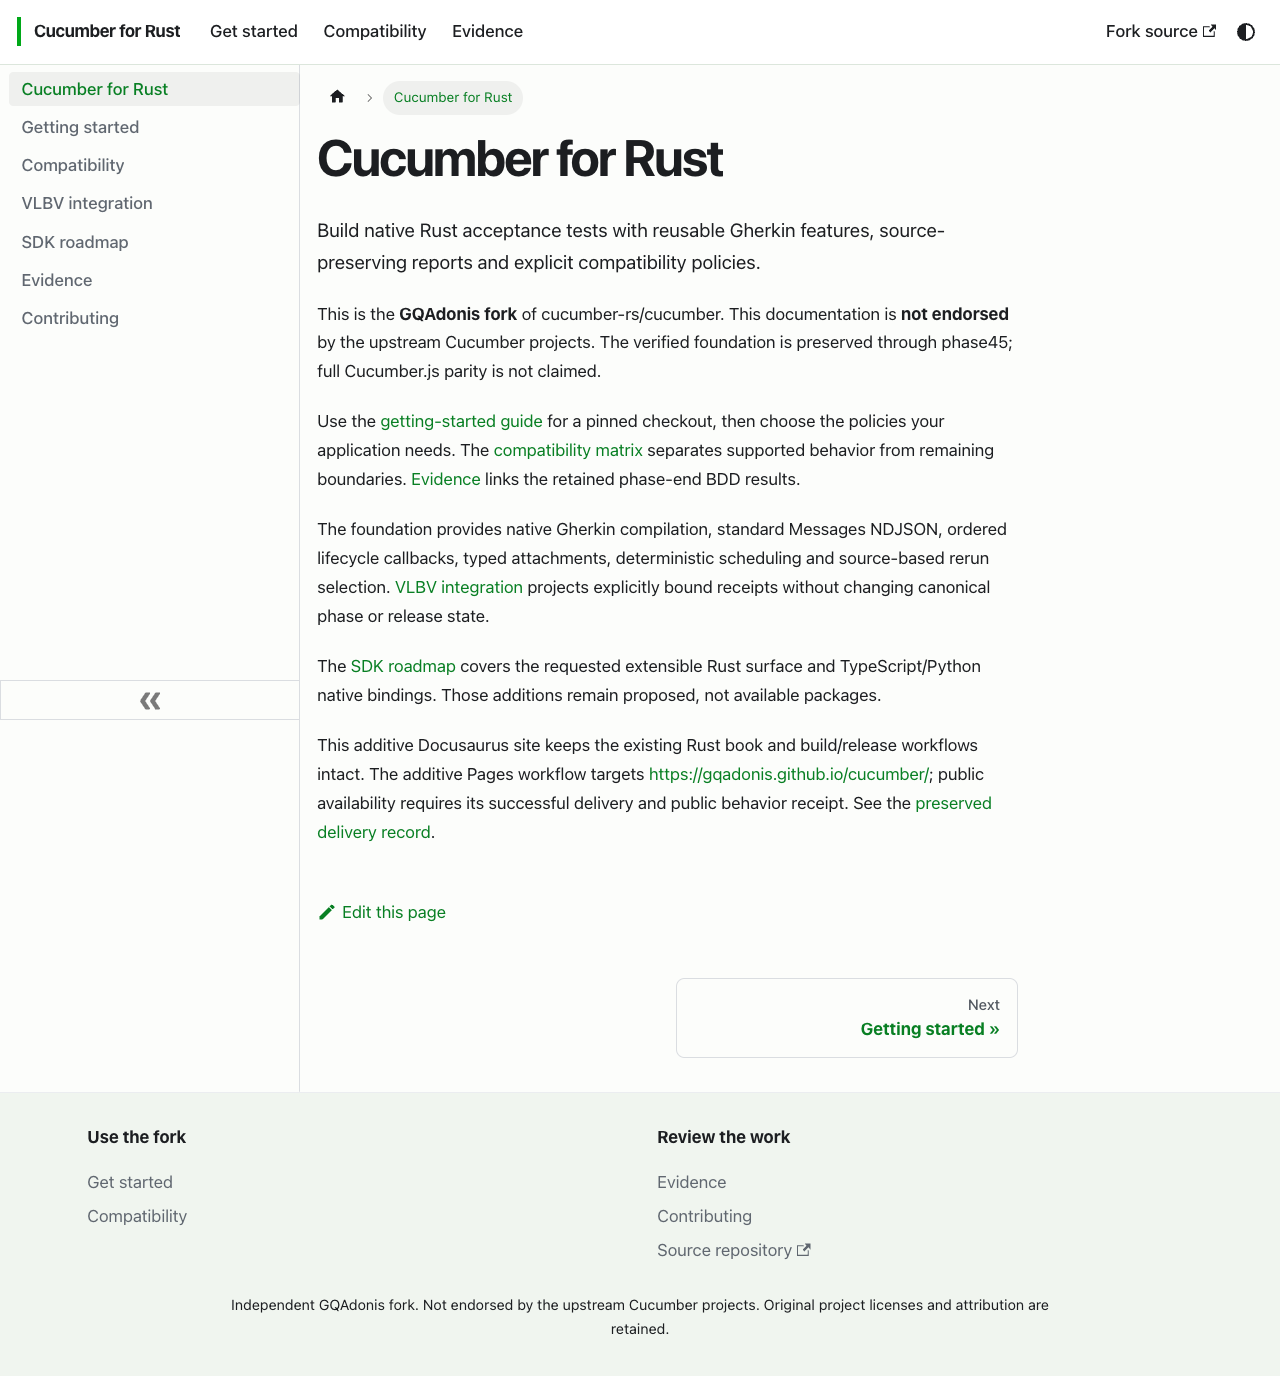 Cucumber for Rust
Get started
Compatibility
Evidence
Fork source
Cucumber for Rust
Getting started
Compatibility
VLBV integration
SDK roadmap
Evidence
Contributing
Cucumber for Rust
Cucumber for Rust
Build native Rust acceptance tests with reusable Gherkin features, source-
preserving reports and explicit compatibility policies.
This is the GQAdonis fork of cucumber-rs/cucumber. This documentation is not endorsed
by the upstream Cucumber projects. The verified foundation is preserved through phase45;
full Cucumber.js parity is not claimed.
Use the getting-started guide for a pinned checkout, then choose the policies your
application needs. The compatibility matrix separates supported behavior from remaining
boundaries. Evidence links the retained phase-end BDD results.
The foundation provides native Gherkin compilation, standard Messages NDJSON, ordered
lifecycle callbacks, typed attachments, deterministic scheduling and source-based rerun
selection. VLBV integration projects explicitly bound receipts without changing canonical
phase or release state.
The SDK roadmap covers the requested extensible Rust surface and TypeScript/Python
native bindings. Those additions remain proposed, not available packages.
This additive Docusaurus site keeps the existing Rust book and build/release workflows
intact. The additive Pages workflow targets https://gqadonis.github.io/cucumber/; public
availability requires its successful delivery and public behavior receipt. See the preserved
delivery record.
Edit this page
Next
Getting started »
Use the fork
Get started
Compatibility
Review the work
Evidence
Contributing
Source repository
Independent GQAdonis fork. Not endorsed by the upstream Cucumber projects. Original project licenses and attribution are
retained.